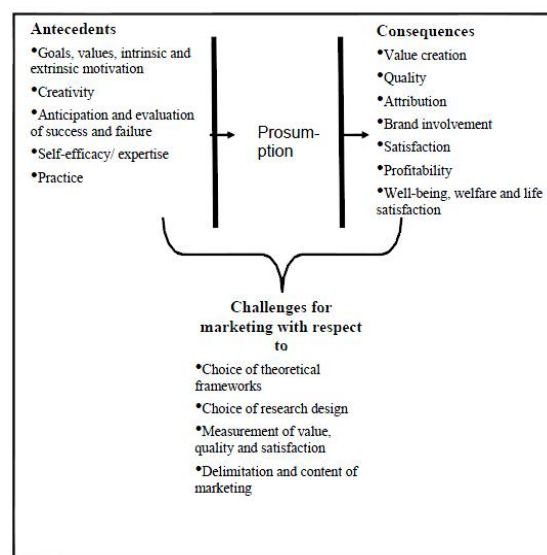 Antecedents
•Goals, values, intrinsic and
extrinsic motivation
•Creativity
•Anticipation and evaluation
of success and failure
•Self-efficacy/ expertise
•Practice
Prosum-
ption
Consequences
•Value creation
•Quality
•Attribution
•Brand involvement
•Satisfaction
•Profitability
•Well-being, welfare and life
satisfaction
Challenges for
marketing with respect
to
•Choice of theoretical
frameworks
•Choice of research design
•Measurement of value,
quality and satisfaction
•Delimitation and content of
marketing